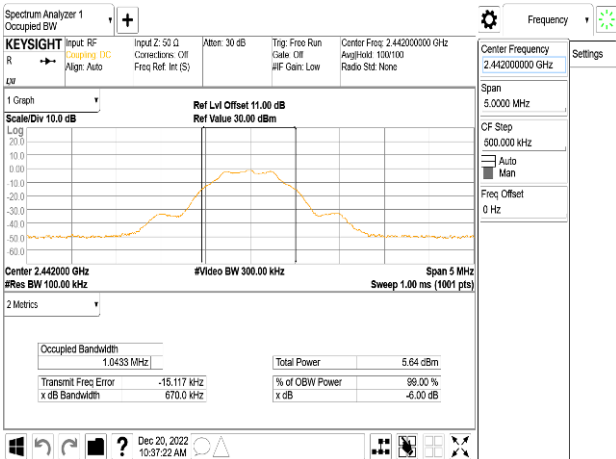 Spectrum Analyzer 1
Occupied BW
+
Frequency
KEYSIGHT
R
LXI
Input: RF
Coupling: DC
Align: Auto
Input Z: 50 Ω
Corrections: Off
Freq Ref: Int (S)
Atten: 30 dB
Trig: Free Run
Gate: Off
#IF Gain: Low
Center Freq: 2.442000000 GHz
Avg|Hold: 100/100
Radio Std: None
Center Frequency
2.442000000 GHz
Settings
Span
5.0000 MHz
CF Step
500.000 kHz
Auto
Man
Freq Offset
0 Hz
1 Graph
Scale/Div 10.0 dB
Ref Lvl Offset 11.00 dB
Ref Value 30.00 dBm
Log
20.0
10.0
0.00
-10.0
-20.0
-30.0
-40.0
-50.0
-60.0
Center 2.442000 GHz
#Res BW 100.00 kHz
#Video BW 300.00 kHz
Span 5 MHz
Sweep 1.00 ms (1001 pts)
2 Metrics
Occupied Bandwidth
1.0433 MHz
Total Power 5.64 dBm
Transmit Freq Error -15.117 kHz
% of OBW Power 99.00 %
x dB Bandwidth 670.0 kHz
x dB -6.00 dB
?
Dec 20, 2022
10:37:22 AM